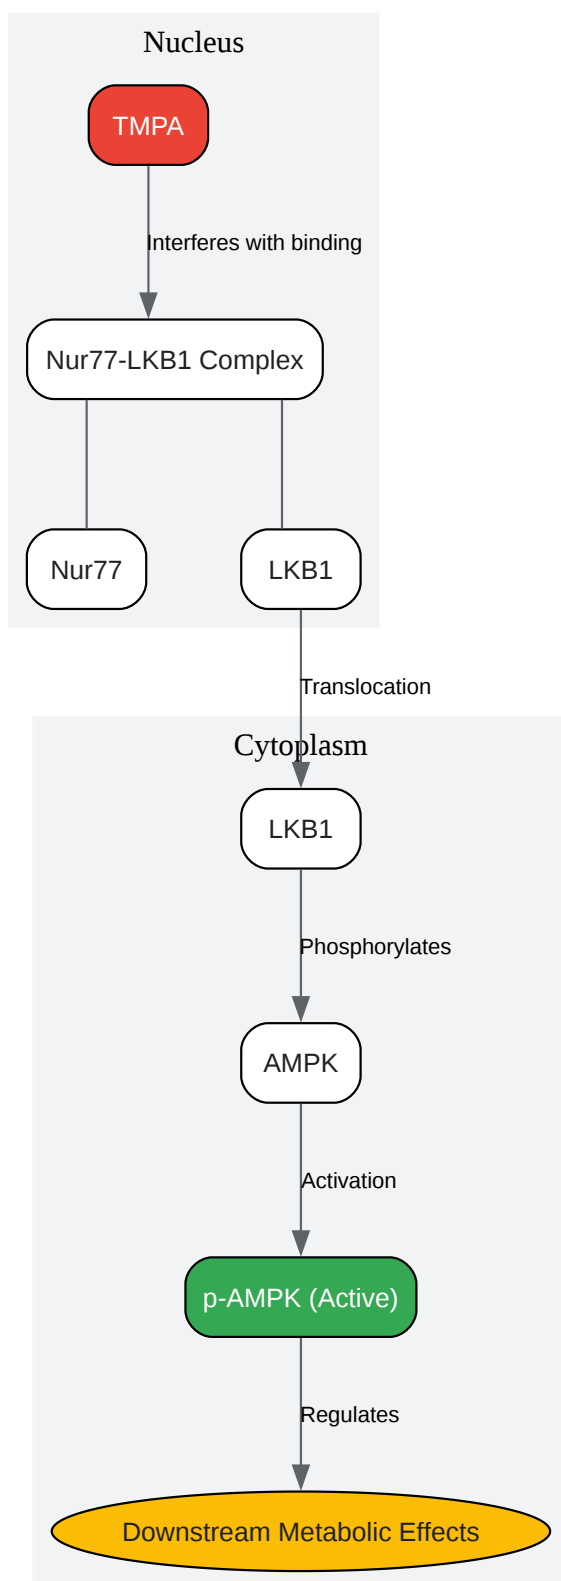 Nucleus
TMPA
Interferes with binding
Nur77-LKB1 Complex
Nur77
LKB1
Translocation
Cytoplasm
LKB1
Phosphorylates
AMPK
Activation
p-AMPK (Active)
Regulates
Downstream Metabolic Effects